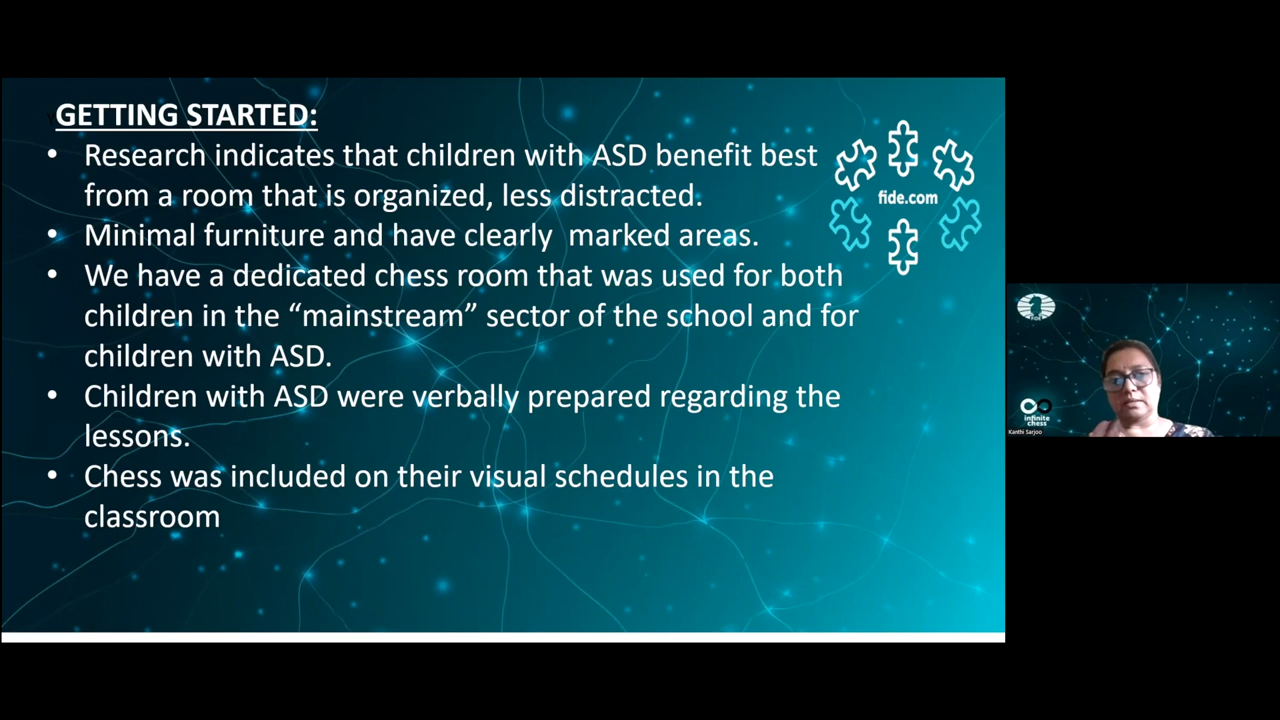 GETTING STARTED:
• Research indicates that children with ASD benefit best
from a room that is organized, less distracted.
• Minimal furniture and have clearly  marked areas.
• We have a dedicated chess room that was used for both
children in the “mainstream” sector of the school and for
children with ASD.
• Children with ASD were verbally prepared regarding the
lessons.
• Chess was included on their visual schedules in the
classroom
fide.com
infinite
chess
Kanthi Sarjoo